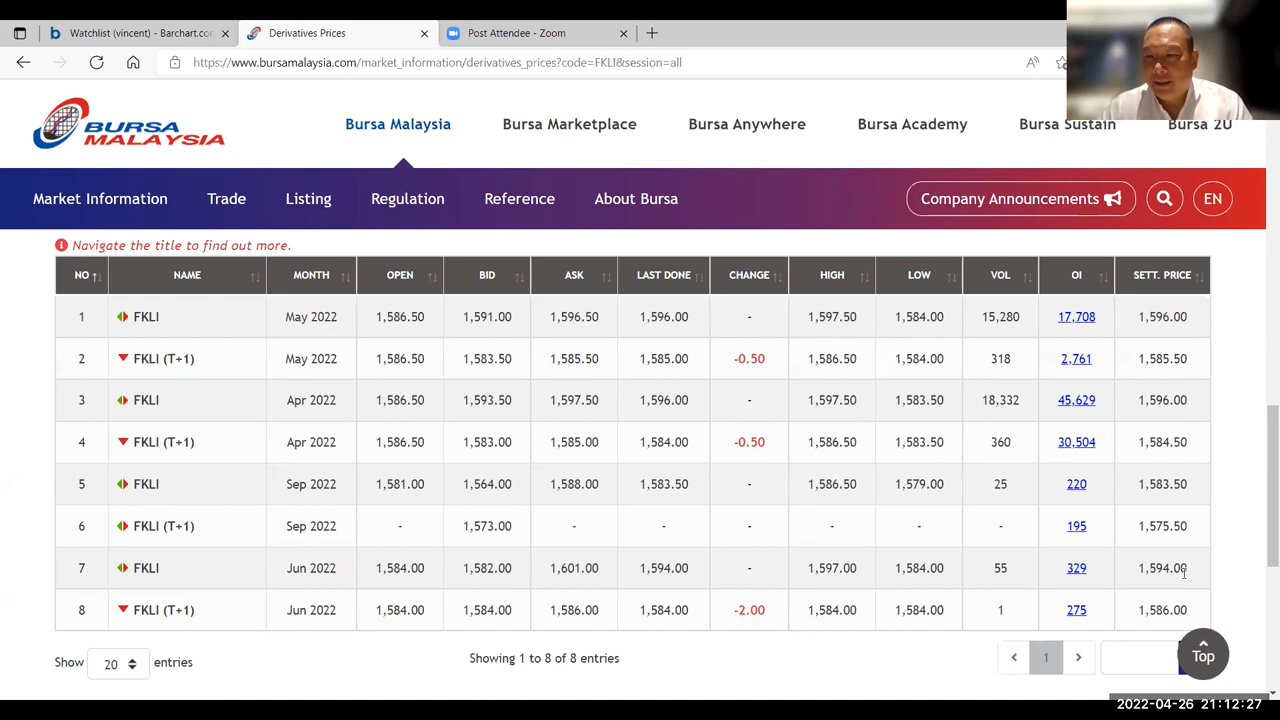 Watchlist (vincent) - Barchart.co
Derivatives Prices
Post Attendee - Zoom
https://www.bursamalaysia.com/market_information/derivatives_prices?code=FKLI&session=all
BURSA
MALAYSIA
Bursa Malaysia Bursa Marketplace Bursa Anywhere Bursa Academy Bursa Sustain Bursa 2U
Market Information Trade Listing Regulation Reference About Bursa Company Announcements EN
Navigate the title to find out more.
NO NAME MONTH OPEN BID ASK LAST DONE CHANGE HIGH LOW VOL OI SETT. PRICE
1 FKLI May 2022 1,586.50 1,591.00 1,596.50 1,596.00 - 1,597.50 1,584.00 15,280 17,708 1,596.00
2 FKLI (T+1) May 2022 1,586.50 1,583.50 1,585.50 1,585.00 -0.50 1,586.50 1,584.00 318 2,761 1,585.50
3 FKLI Apr 2022 1,586.50 1,593.50 1,597.50 1,596.00 - 1,597.50 1,583.50 18,332 45,629 1,596.00
4 FKLI (T+1) Apr 2022 1,586.50 1,583.00 1,585.00 1,584.00 -0.50 1,586.50 1,583.50 360 30,504 1,584.50
5 FKLI Sep 2022 1,581.00 1,564.00 1,588.00 1,583.50 - 1,586.50 1,579.00 25 220 1,583.50
6 FKLI (T+1) Sep 2022 - 1,573.00 - - - - - - 195 1,575.50
7 FKLI Jun 2022 1,584.00 1,582.00 1,601.00 1,594.00 - 1,597.00 1,584.00 55 329 1,594.00
8 FKLI (T+1) Jun 2022 1,584.00 1,584.00 1,586.00 1,584.00 -2.00 1,584.00 1,584.00 1 275 1,586.00
Show 20 entries Showing 1 to 8 of 8 entries 1 Top
2022-04-26 21:12:27